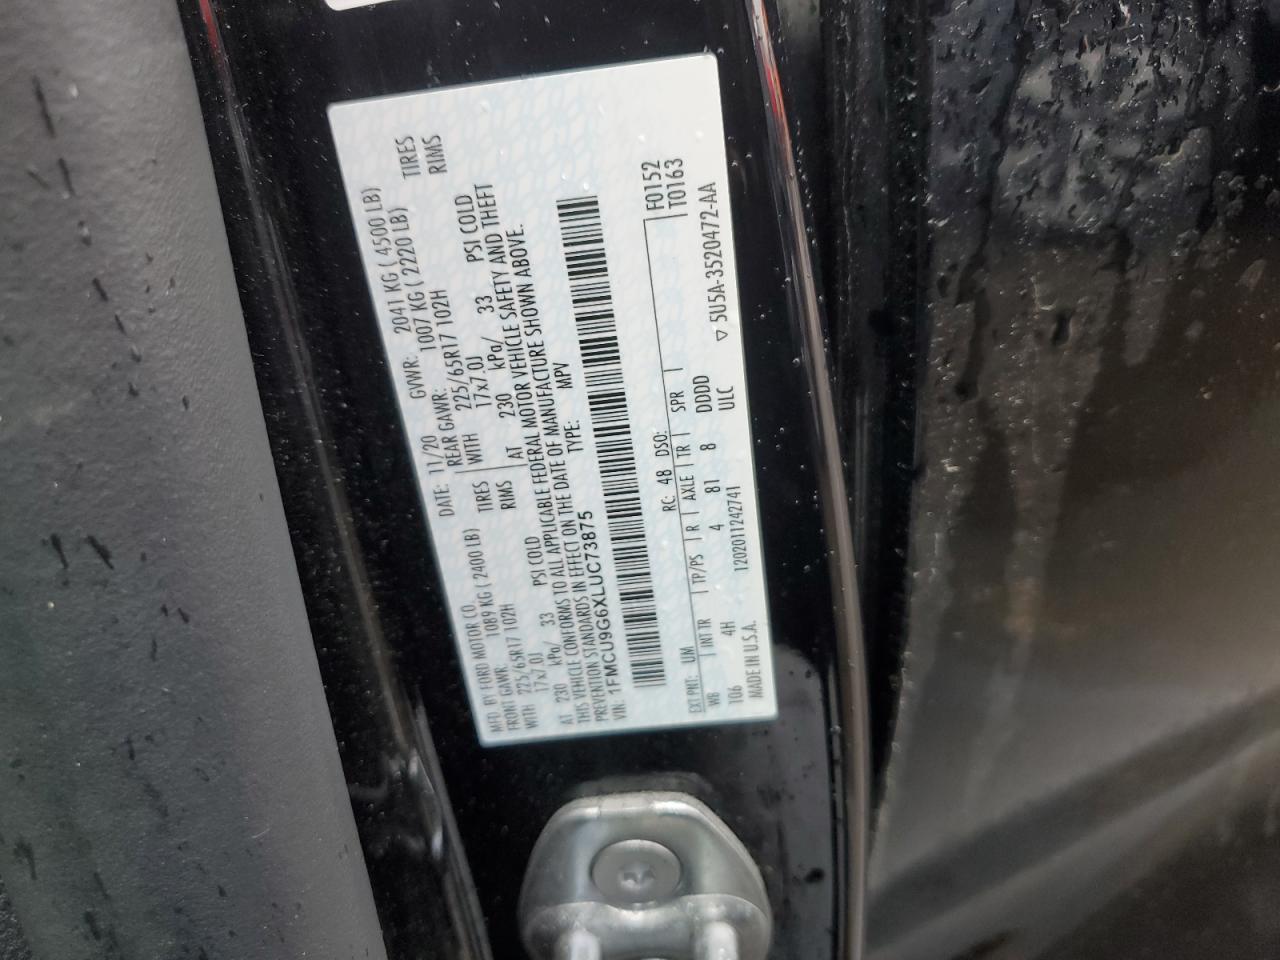 MFD. BY FORD MOTOR CO. DATE: 11/20 GVWR: 2041 KG ( 4500 LB)
FRONT GAWR: 1089 KG ( 2400 LB) REAR GAWR: 1007 KG ( 2220 LB)
WITH 225/65R17 102H TIRES WITH 225/65R17 102H TIRES
17x7.0J RIMS 17x7.0J RIMS
AT 230 kPa/ 33 PSI COLD AT 230 kPa/ 33 PSI COLD
THIS VEHICLE CONFORMS TO ALL APPLICABLE FEDERAL MOTOR VEHICLE SAFETY AND THEFT
PREVENTION STANDARDS IN EFFECT ON THE DATE OF MANUFACTURE SHOWN ABOVE.
VIN: 1FMCU9G6XLUC73875 TYPE: MPV
F0152
EXT PNT: UM RC: 48 DSO: T0163
WB INT TR TP/PS R AXLE TR SPR
4H 4 81 8 DDDD
T06 1202011242741 ULC ▽ 5U5A-3520472-AA
MADE IN U.S.A.